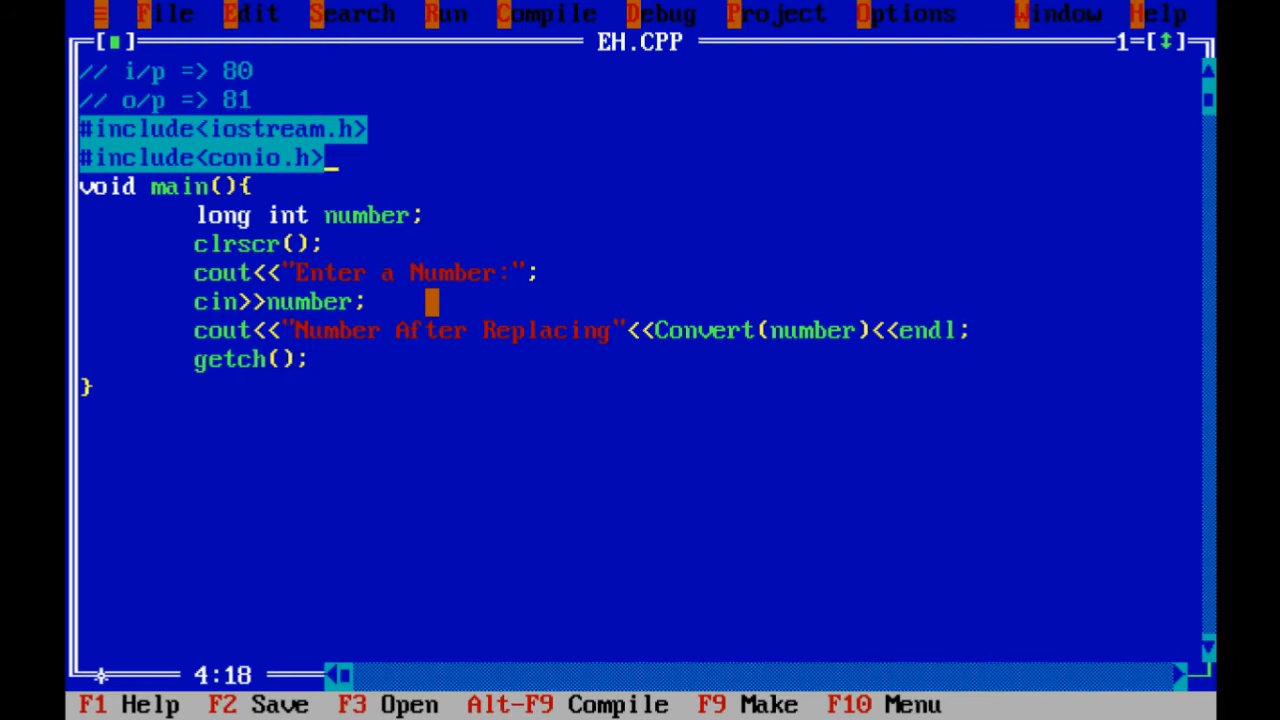 ≡ File Edit Search Run Compile Debug Project Options Window Help
[■] EH.CPP 1=[↕]
// i/p => 80
// o/p => 81
#include<iostream.h>
#include<conio.h>
void main(){
long int number;
clrscr();
cout<<"Enter a Number:";
cin>>number;
cout<<"Number After Replacing"<<Convert(number)<<endl;
getch();
}
4:18
F1 Help F2 Save F3 Open Alt-F9 Compile F9 Make F10 Menu